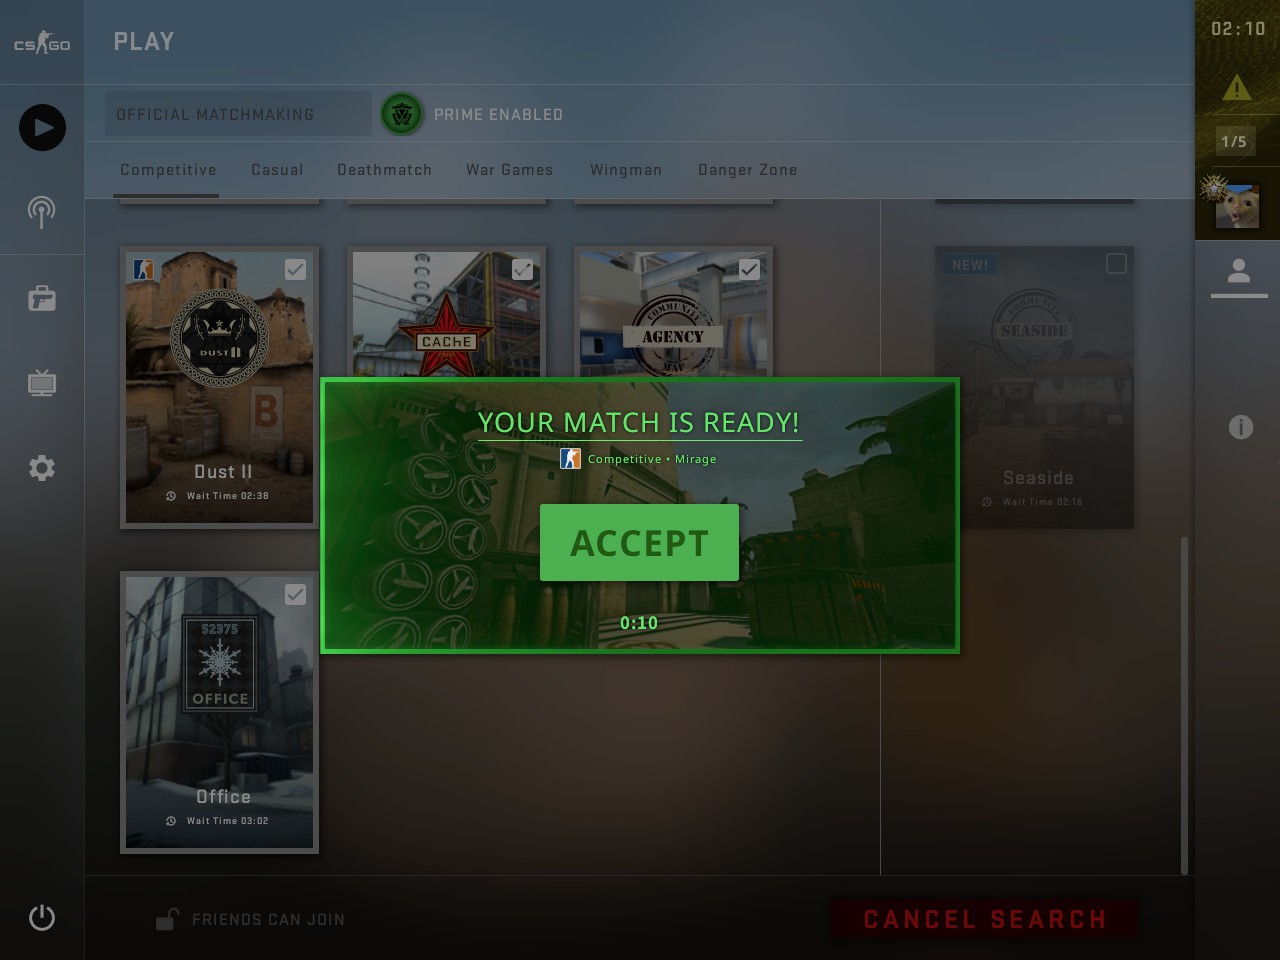 CS GO
PLAY
02:10
OFFICIAL MATCHMAKING
PRIME ENABLED
1/5
Competitive
Casual
Deathmatch
War Games
Wingman
Danger Zone
DUST II
B
Dust II
Wait Time 02:38
CAChE
COMMUNITY
AGENCY
MAP
NEW!
COMMUNITY
SEASIDE
Seaside
Wait Time 02:16
YOUR MATCH IS READY!
Competitive • Mirage
ACCEPT
0:10
52375
OFFICE
Office
Wait Time 03:02
FRIENDS CAN JOIN
CANCEL SEARCH